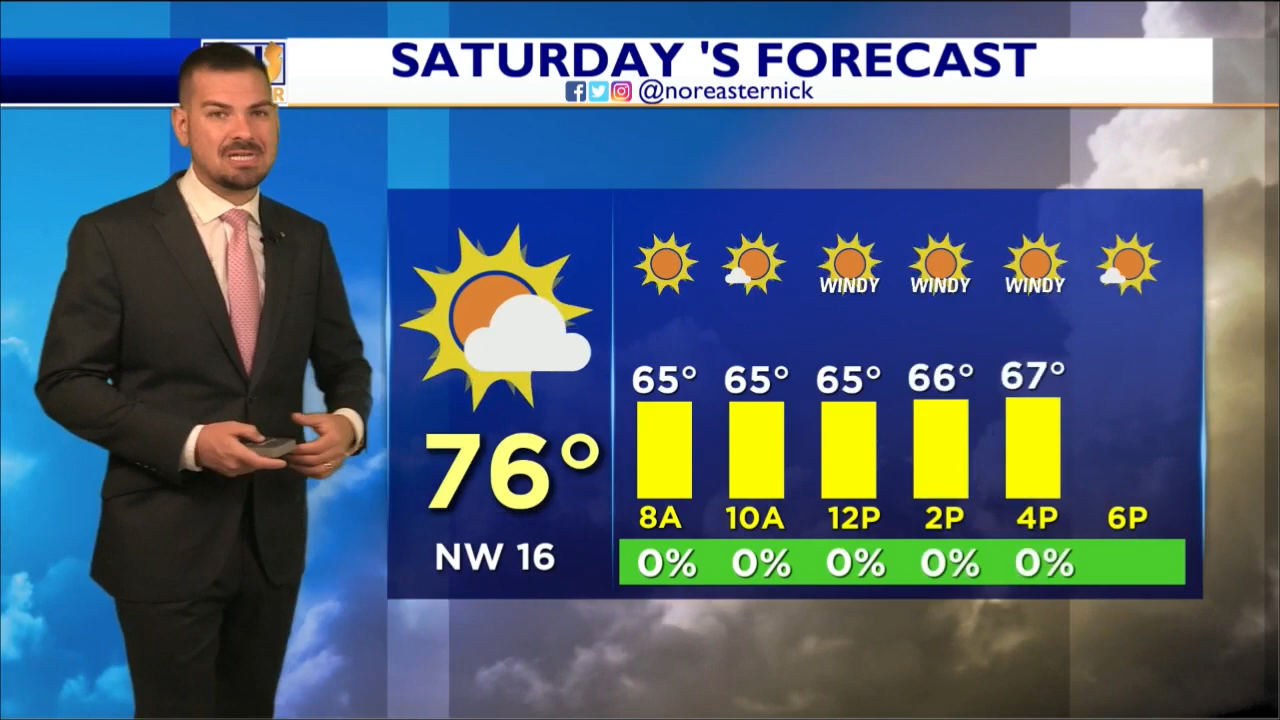 SATURDAY 'S FORECAST
@noreasternick
WINDY WINDY WINDY
65° 65° 65° 66° 67°
76°
8A 10A 12P 2P 4P 6P
NW 16
0% 0% 0% 0% 0%